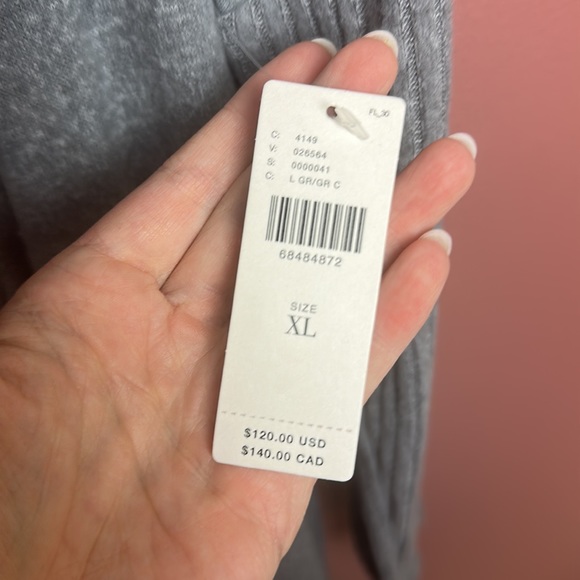 FL_30
C: 4149
V: 026564
S: 0000041
C: L GR/GR C
68484872
SIZE
XL
$120.00 USD
$140.00 CAD